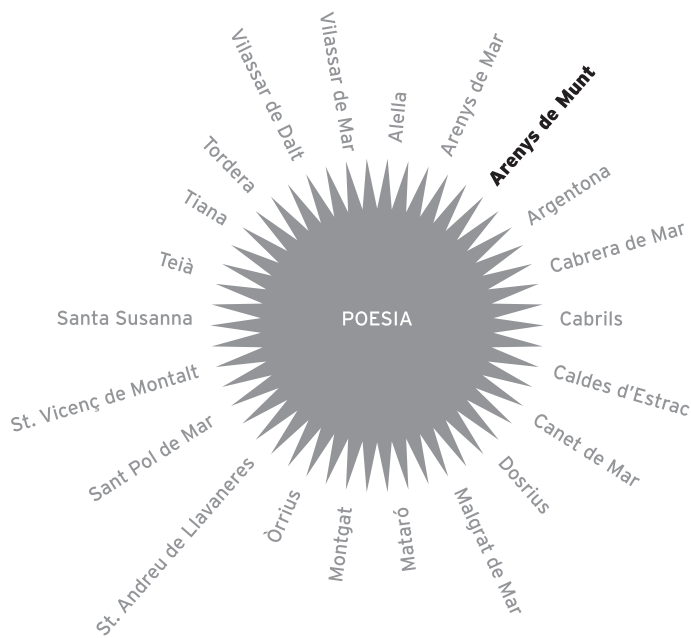 Alella
Arenys de Mar
Arenys de Munt
Argentona
Cabrera de Mar
Cabrils
Caldes d'Estrac
Canet de Mar
Dosrius
Malgrat de Mar
Mataró
Montgat
Òrrius
St. Andreu de Llavaneres
Sant Pol de Mar
St. Vicenç de Montalt
Santa Susanna
Teià
Tiana
Tordera
Vilassar de Dalt
Vilassar de Mar
POESIA